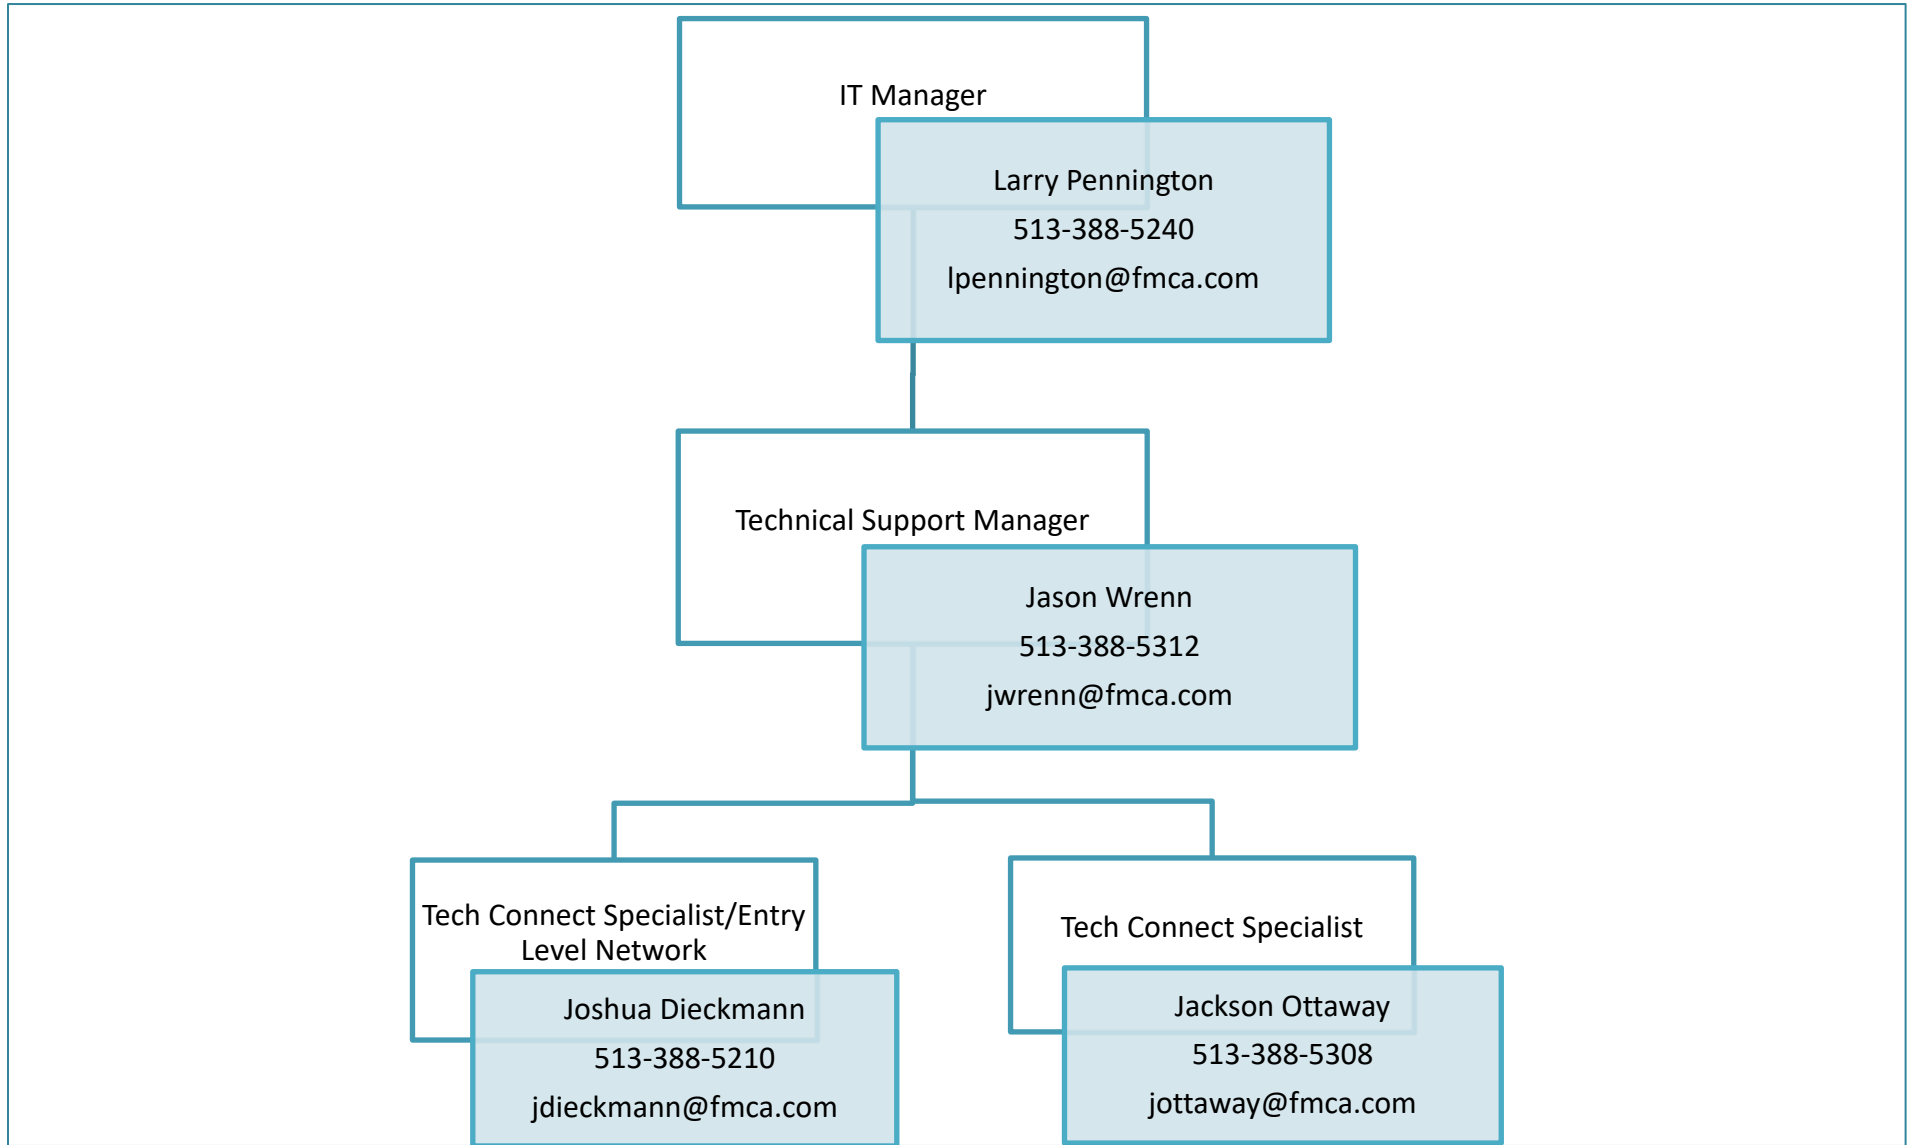 IT Manager
Larry Pennington
513-388-5240
lpennington@fmca.com
Technical Support Manager
Jason Wrenn
513-388-5312
jwrenn@fmca.com
Tech Connect Specialist/Entry
Level Network
Joshua Dieckmann
513-388-5210
jdieckmann@fmca.com
Tech Connect Specialist
Jackson Ottaway
513-388-5308
jottaway@fmca.com